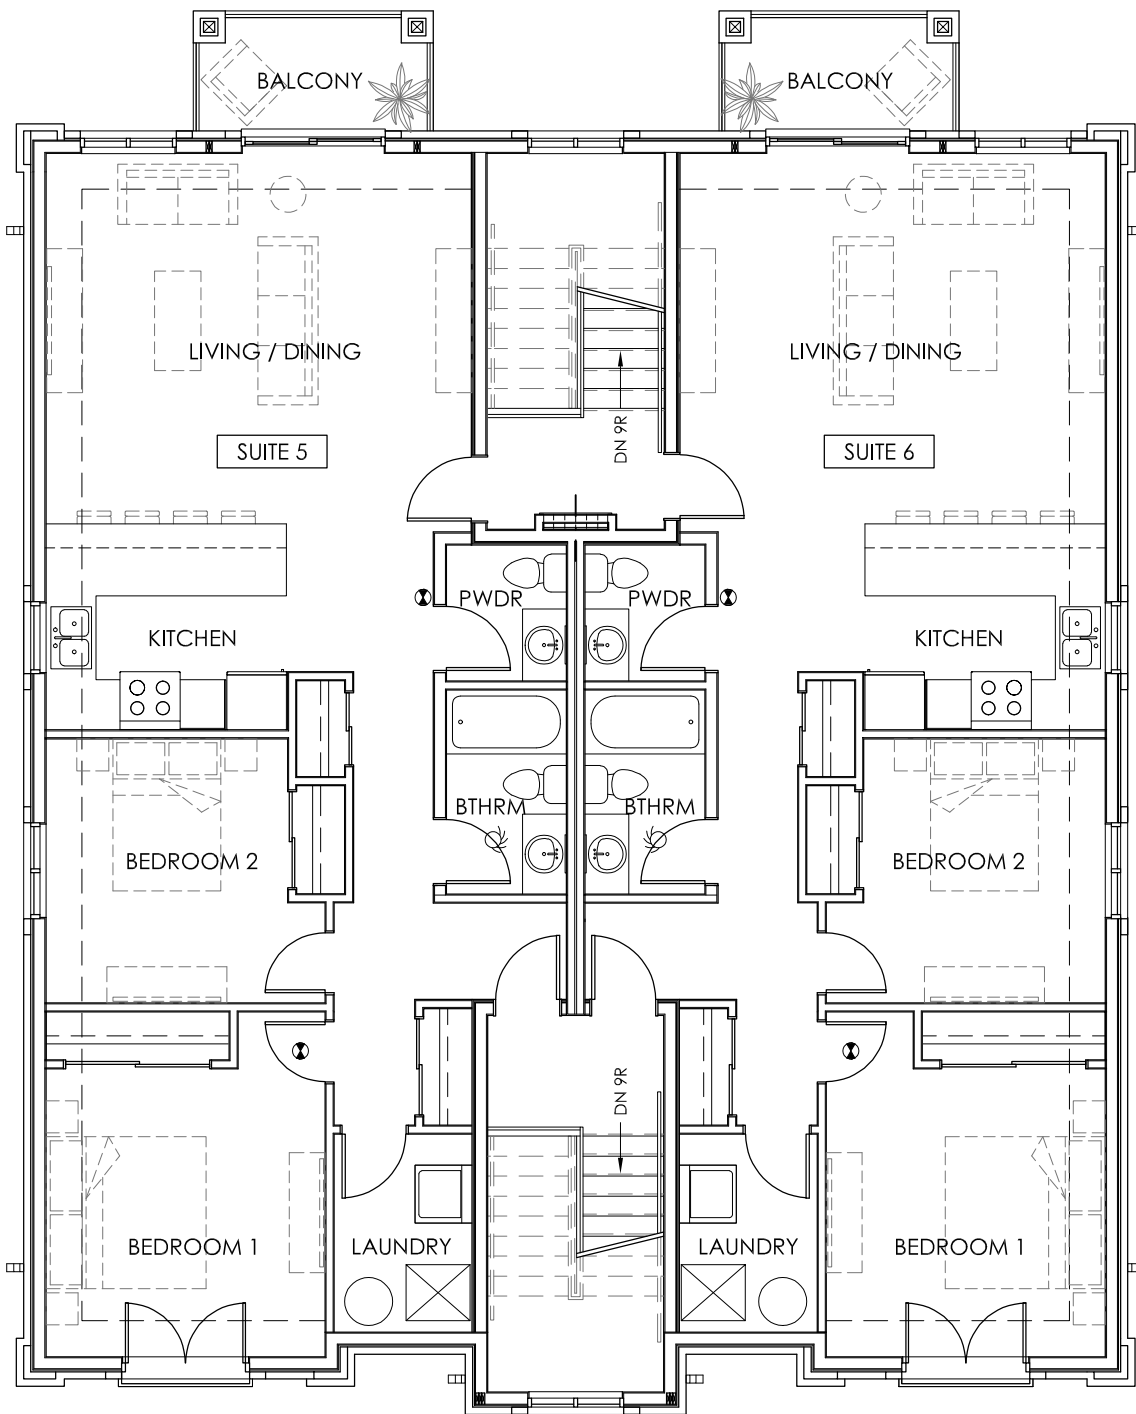 BALCONY
BALCONY
LIVING / DINING
LIVING / DINING
DN 9R
SUITE 5
SUITE 6
PWDR
PWDR
KITCHEN
KITCHEN
BTHRM
BTHRM
BEDROOM 2
BEDROOM 2
DN 9R
BEDROOM 1
LAUNDRY
LAUNDRY
BEDROOM 1